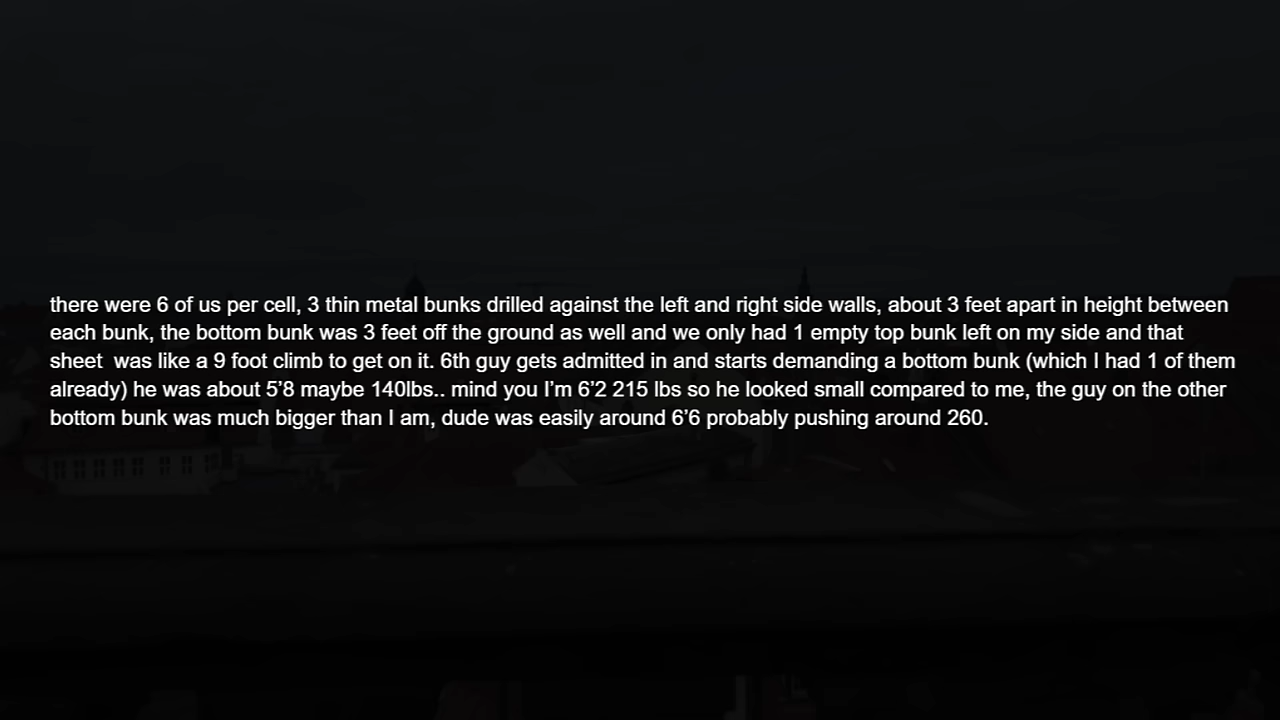 there were 6 of us per cell, 3 thin metal bunks drilled against the left and right side walls, about 3 feet apart in height between
each bunk, the bottom bunk was 3 feet off the ground as well and we only had 1 empty top bunk left on my side and that
sheet  was like a 9 foot climb to get on it. 6th guy gets admitted in and starts demanding a bottom bunk (which I had 1 of them
already) he was about 5’8 maybe 140lbs.. mind you I’m 6’2 215 lbs so he looked small compared to me, the guy on the other
bottom bunk was much bigger than I am, dude was easily around 6’6 probably pushing around 260.